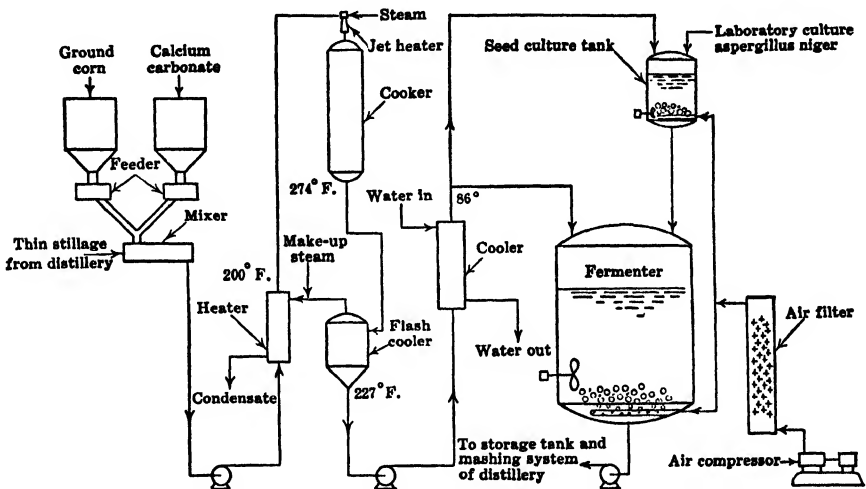 Ground
corn
Calcium
carbonate
Feeder
Mixer
Thin stillage
from distillery
Steam
Jet heater
Cooker
274° F.
Make-up
steam
200° F.
Heater
Condensate
Flash
cooler
227° F.
Water in
86°
Cooler
Water out
Seed culture tank
Laboratory culture
aspergillus niger
Fermenter
Air filter
Air compressor
To storage tank and
mashing system
of distillery